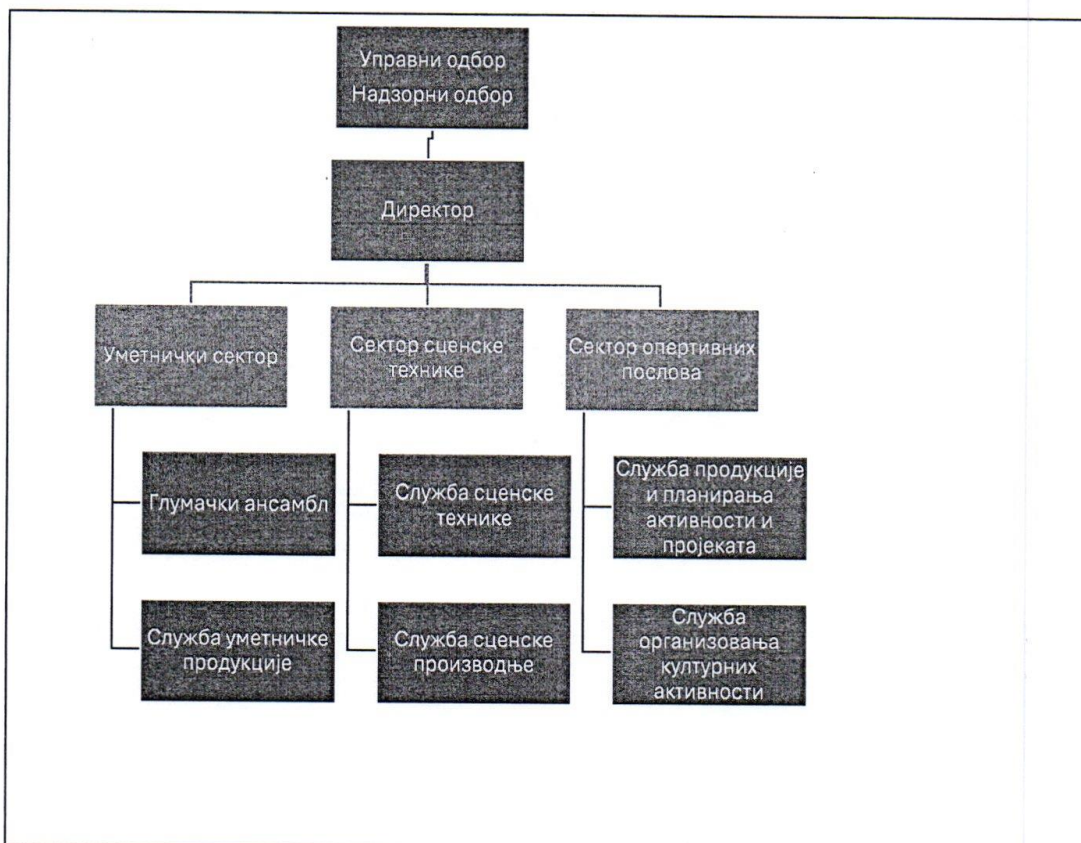 Управни одбор
Надзорни одбор
Директор
Уметнички сектор
Сектор сценске
технике
Сектор опертивних
послова
Глумачки ансамбл
Служба сценске
технике
Служба продукције
и планирања
активности и
пројеката
Служба уметничке
продукције
Служба сценске
производње
Служба
организовања
културних
активности